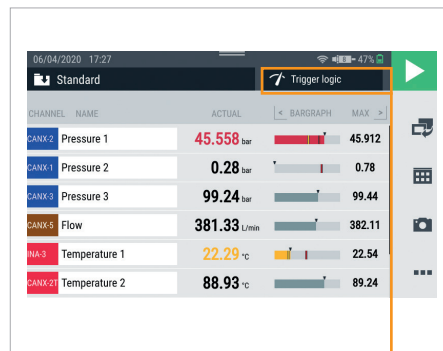 06/04/2020 17:27 47%
Standard Trigger logic
CHANNEL NAME ACTUAL < BARGRAPH MAX >
CANX-2 Pressure 1 45.558 bar 45.912
CANX-1 Pressure 2 0.28 bar 0.78
CANX-3 Pressure 3 99.24 bar 99.44
CANX-5 Flow 381.33 L/min 382.11
INA-3 Temperature 1 22.29 °C 22.54
CANX-2T Temperature 2 88.93 °C 89.24